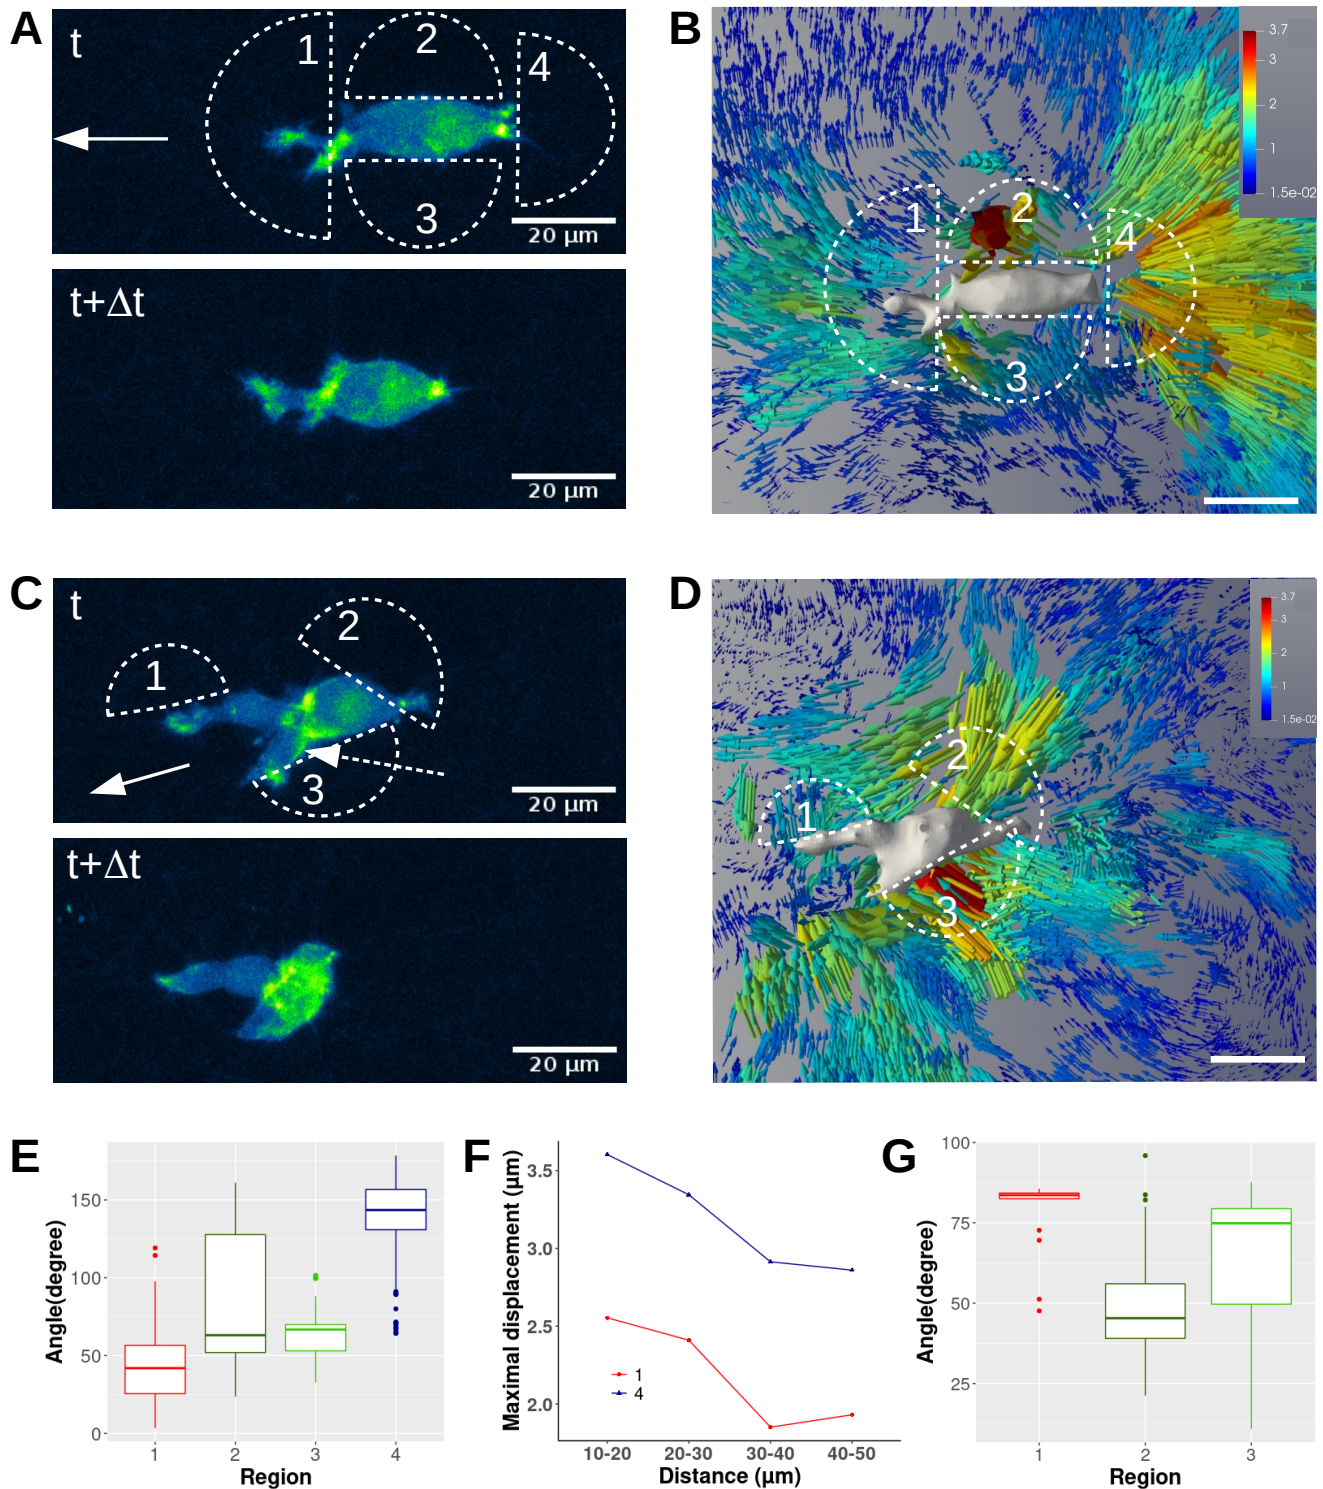 A
t
1
2
3
4
20 µm
t+Δt
20 µm
B
3.7
3
2
1
1.5e-02
1
2
3
4
C
t
1
2
3
20 µm
t+Δt
20 µm
D
3.7
3
2
1
1.5e-02
1
2
3
E
Angle(degree)
150
100
50
0
1 2 3 4
Region
F
Maximal displacement (µm)
3.5
3.0
2.5
2.0
1
4
10-20 20-30 30-40 40-50
Distance (µm)
G
Angle(degree)
100
75
50
25
1 2 3
Region